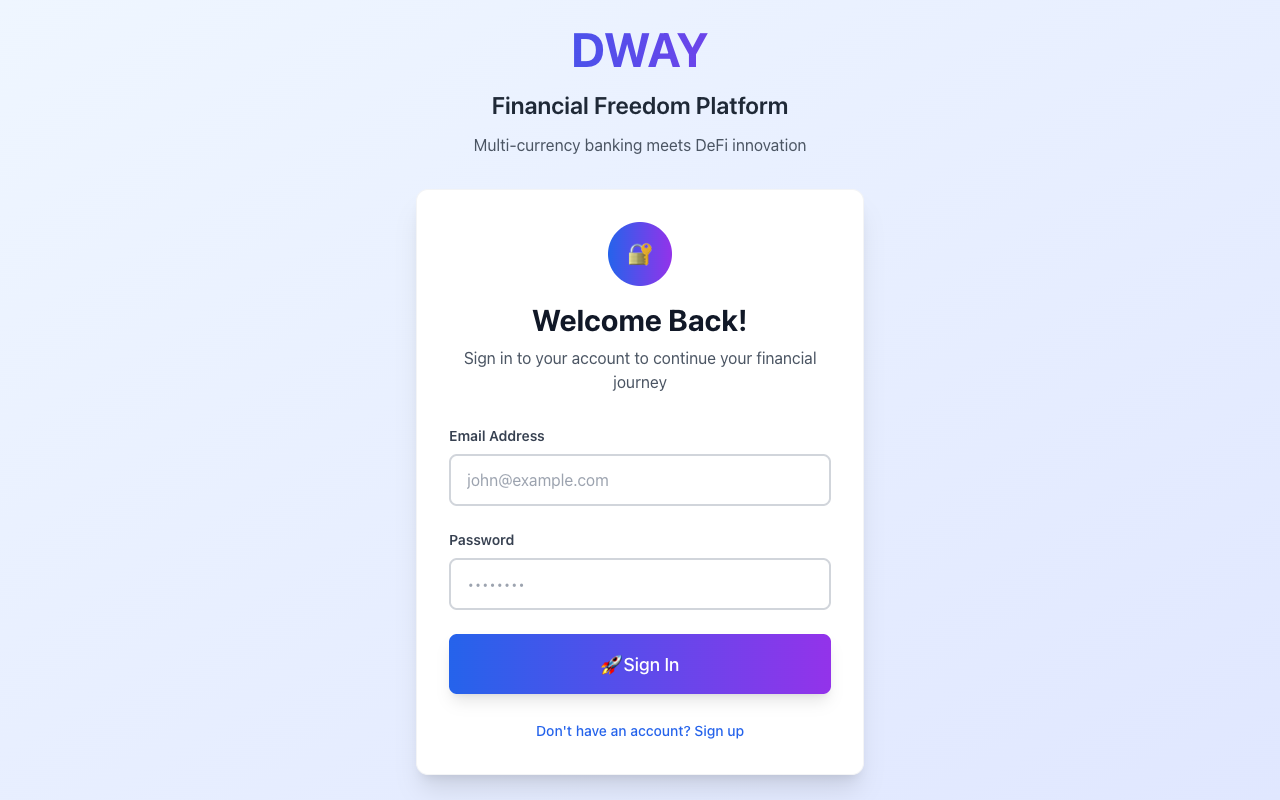 DWAY
Financial Freedom Platform
Multi-currency banking meets DeFi innovation
Welcome Back!
Sign in to your account to continue your financial
journey
Email Address
john@example.com
Password
••••••••
🚀Sign In
Don't have an account? Sign up